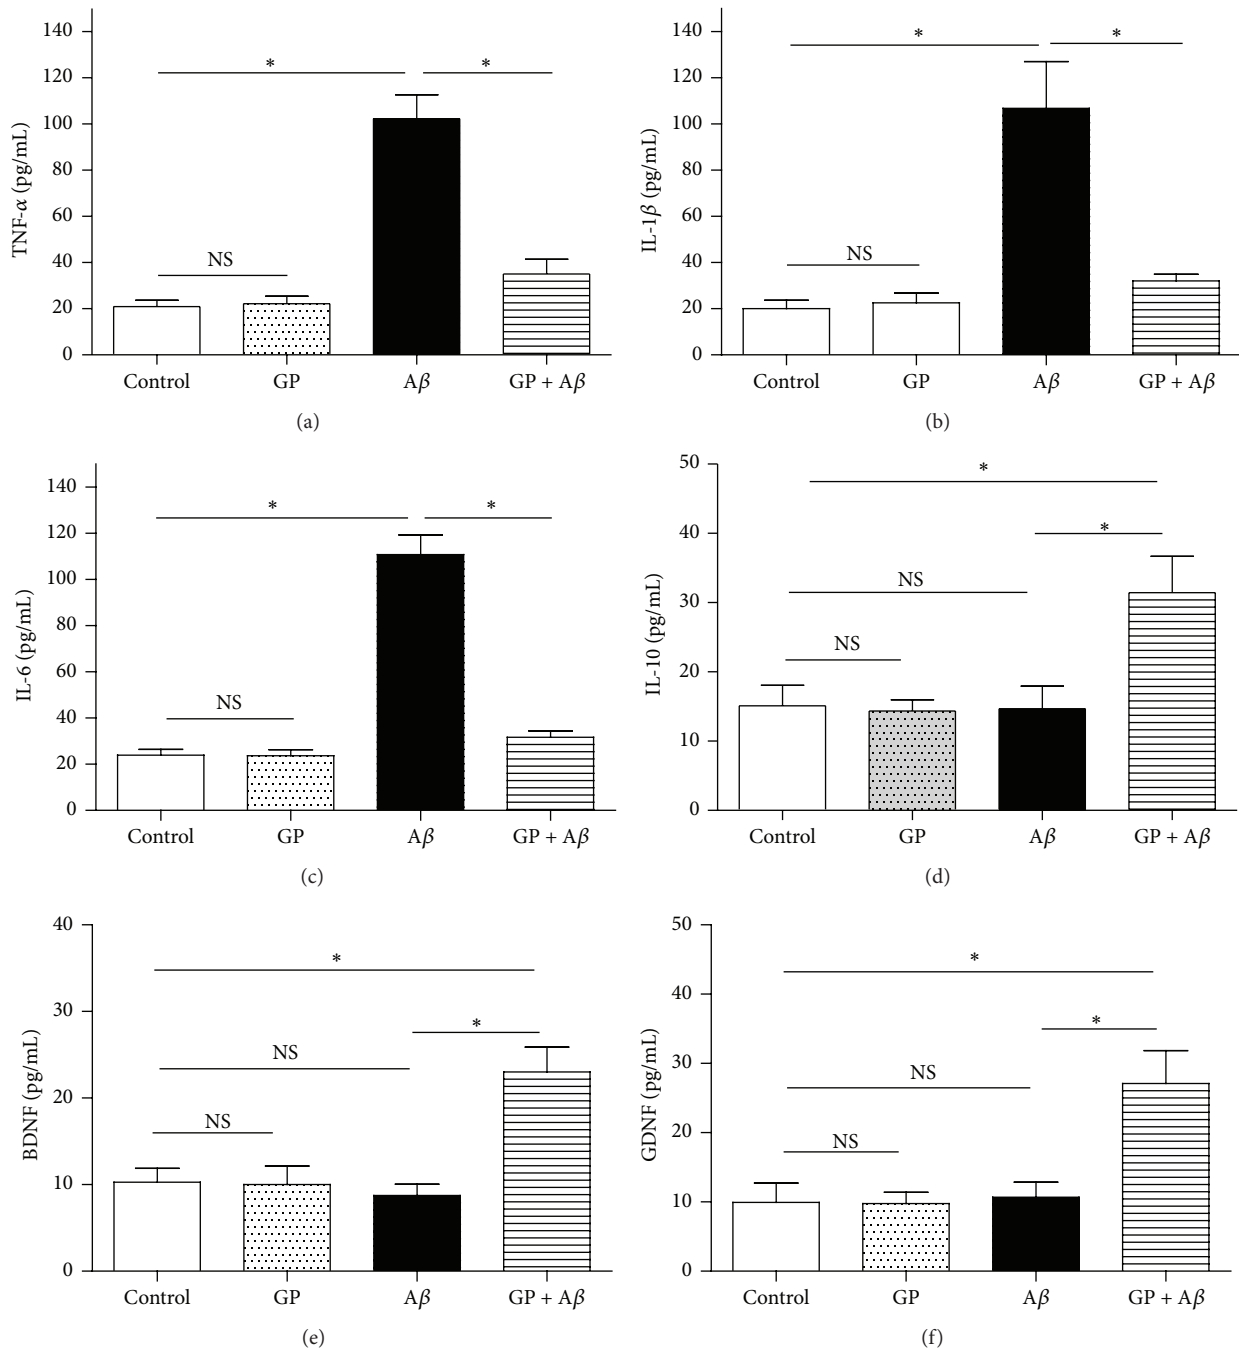 TNF-α (pg/mL)
140
120
100
80
60
40
20
0
*
*
NS
Control GP Aβ GP + Aβ
(a)
IL-1β (pg/mL)
140
120
100
80
60
40
20
0
*
*
NS
Control GP Aβ GP + Aβ
(b)
IL-6 (pg/mL)
140
120
100
80
60
40
20
0
*
*
NS
Control GP Aβ GP + Aβ
(c)
IL-10 (pg/mL)
50
40
30
20
10
0
*
*
NS
NS
Control GP Aβ GP + Aβ
(d)
BDNF (pg/mL)
40
30
20
10
0
*
*
NS
NS
Control GP Aβ GP + Aβ
(e)
GDNF (pg/mL)
50
40
30
20
10
0
*
*
NS
NS
Control GP Aβ GP + Aβ
(f)